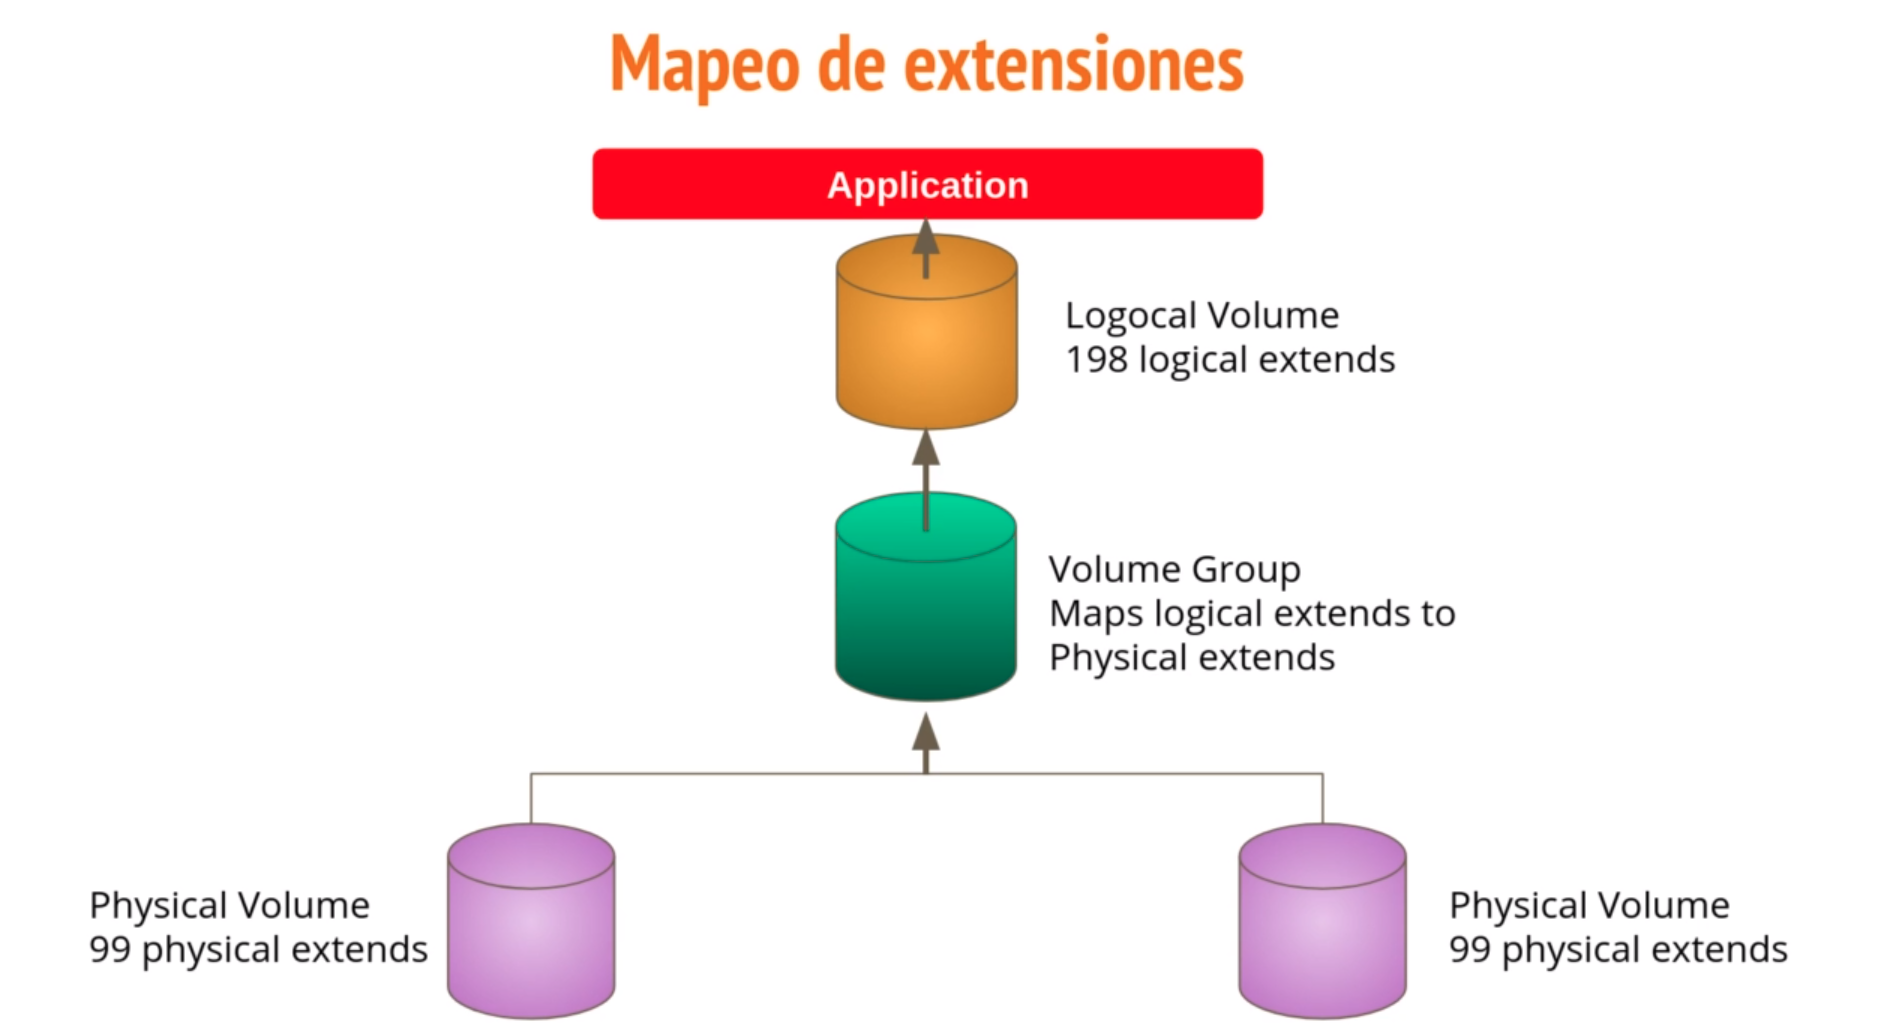 Mapeo de extensiones
Application
Logocal Volume
198 logical extends
Volume Group
Maps logical extends to
Physical extends
Physical Volume
99 physical extends
Physical Volume
99 physical extends